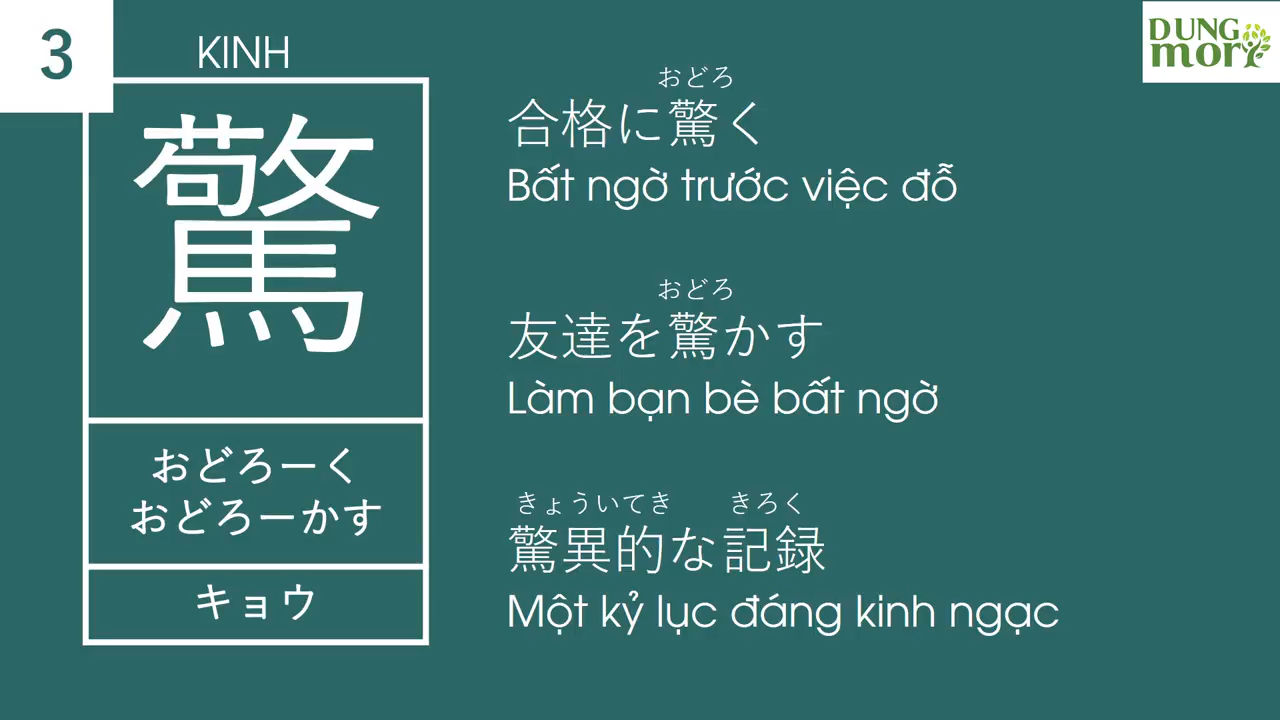 3
KINH
驚
おどろーく
おどろーかす
キョウ
おどろ
合格に驚く
Bất ngờ trước việc đỗ
おどろ
友達を驚かす
Làm bạn bè bất ngờ
きょういてき きろく
驚異的な記録
Một kỷ lục đáng kinh ngạc
DUNG
mori